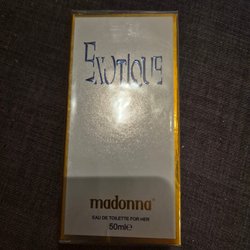 EXOTIQUE
madonna
EAU DE TOILETTE FOR HER
50ml℮